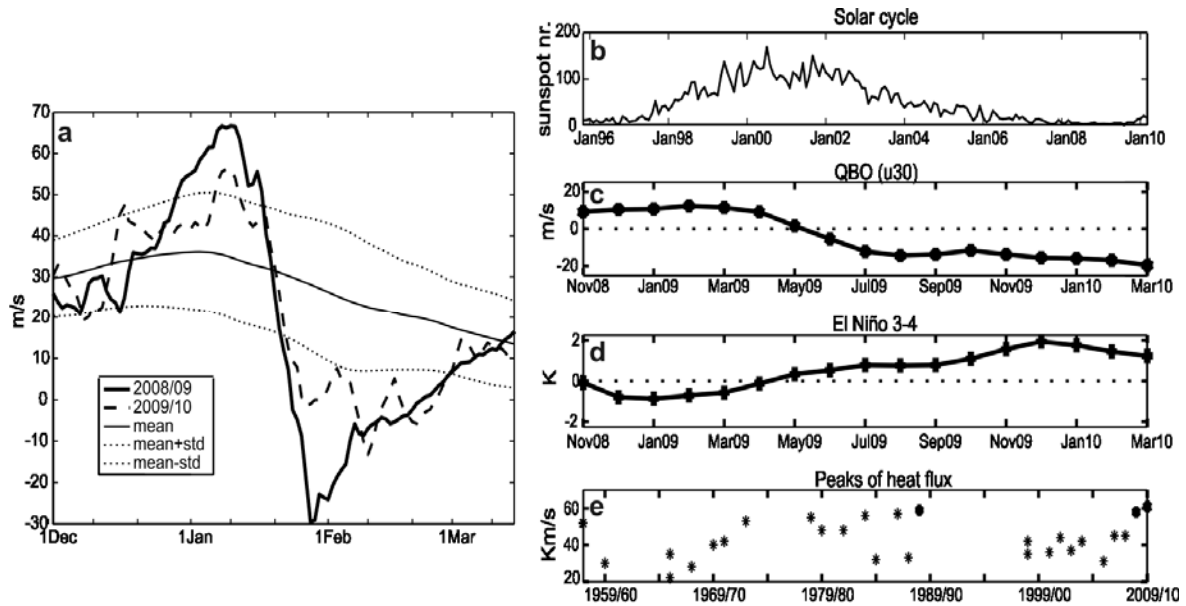 a
m/s
70
60
50
40
30
20
10
0
-10
-20
-30
1Dec 1Jan 1Feb 1Mar
2008/09
2009/10
mean
mean+std
mean-std
Solar cycle
b
sunspot nr.
200
100
0
Jan96 Jan98 Jan00 Jan02 Jan04 Jan06 Jan08 Jan10
QBO (u30)
c
m/s
20
0
-20
Nov08 Jan09 Mar09 May09 Jul09 Sep09 Nov09 Jan10 Mar10
El Niño 3-4
d
K
2
0
-2
Nov08 Jan09 Mar09 May09 Jul09 Sep09 Nov09 Jan10 Mar10
Peaks of heat flux
e
Km/s
60
40
20
1959/60 1969/70 1979/80 1989/90 1999/00 2009/10